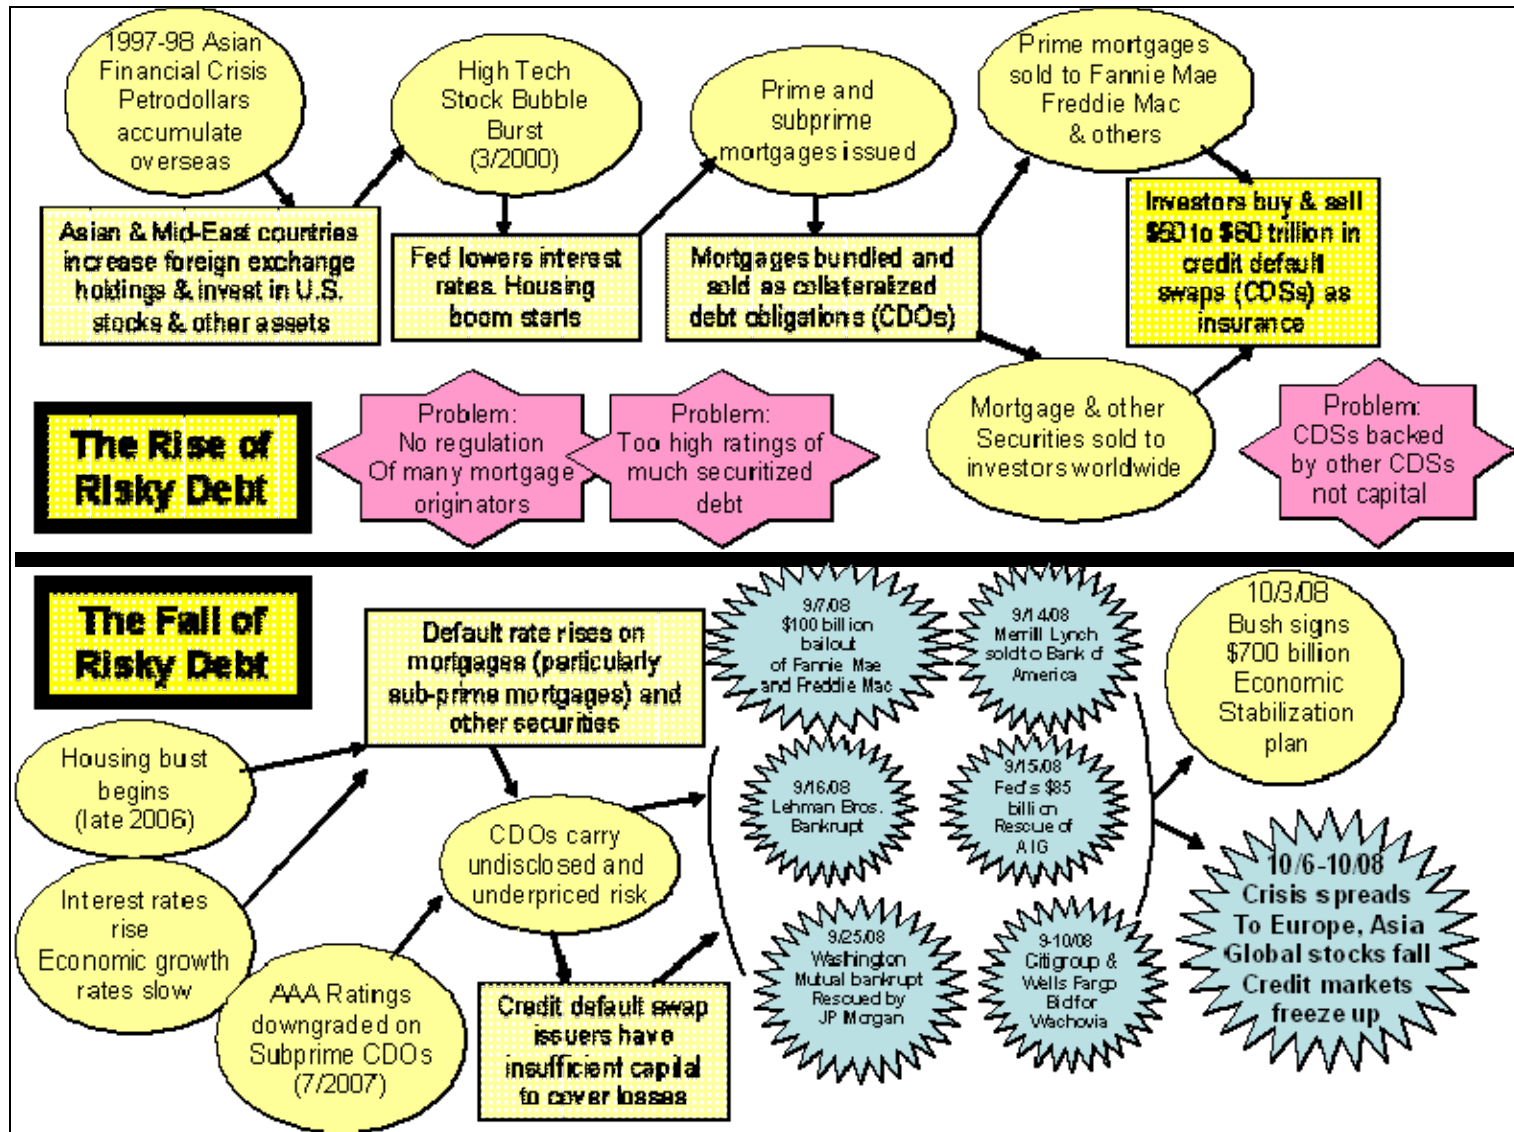 1997-98 Asian
Financial Crisis
Petrodollars
accumulate
overseas
High Tech
Stock Bubble
Burst
(3/2000)
Prime and
subprime
mortgages issued
Prime mortgages
sold to Fannie Mae
Freddie Mac
& others
Asian & Mid-East countries
increase foreign exchange
holdings & invest in U.S.
stocks & other assets
Fed lowers interest
rates. Housing
boom starts
Mortgages bundled and
sold as collateralized
debt obligations (CDOs)
Investors buy & sell
$50 to $60 trillion in
credit default
swaps (CDSs) as
insurance
Mortgage & other
Securities sold to
investors worldwide
The Rise of
Risky Debt
Problem:
No regulation
Of many mortgage
originators
Problem:
Too high ratings of
much securitized
debt
Problem:
CDSs backed
by other CDSs
not capital
The Fall of
Risky Debt
Housing bust
begins
(late 2006)
Interest rates
rise
Economic growth
rates slow
Default rate rises on
mortgages (particularly
sub-prime mortgages) and
other securities
CDOs carry
undisclosed and
underpriced risk
AAA Ratings
downgraded on
Subprime CDOs
(7/2007)
Credit default swap
issuers have
insufficient capital
to cover losses
9/7/08
$100 billion
bailout
of Fannie Mae
and Freddie Mac
9/14/08
Merrill Lynch
sold to Bank of
America
9/16/08
Lehman Bros.
Bankrupt
9/15/08
Fed's $85
billion
Rescue of
AIG
9/25/08
Washington
Mutual bankrupt
Rescued by
JP Morgan
9-10/08
Citigroup &
Wells Fargo
Bid for
Wachovia
10/3/08
Bush signs
$700 billion
Economic
Stabilization
plan
10/6-10/08
Crisis spreads
To Europe, Asia
Global stocks fall
Credit markets
freeze up